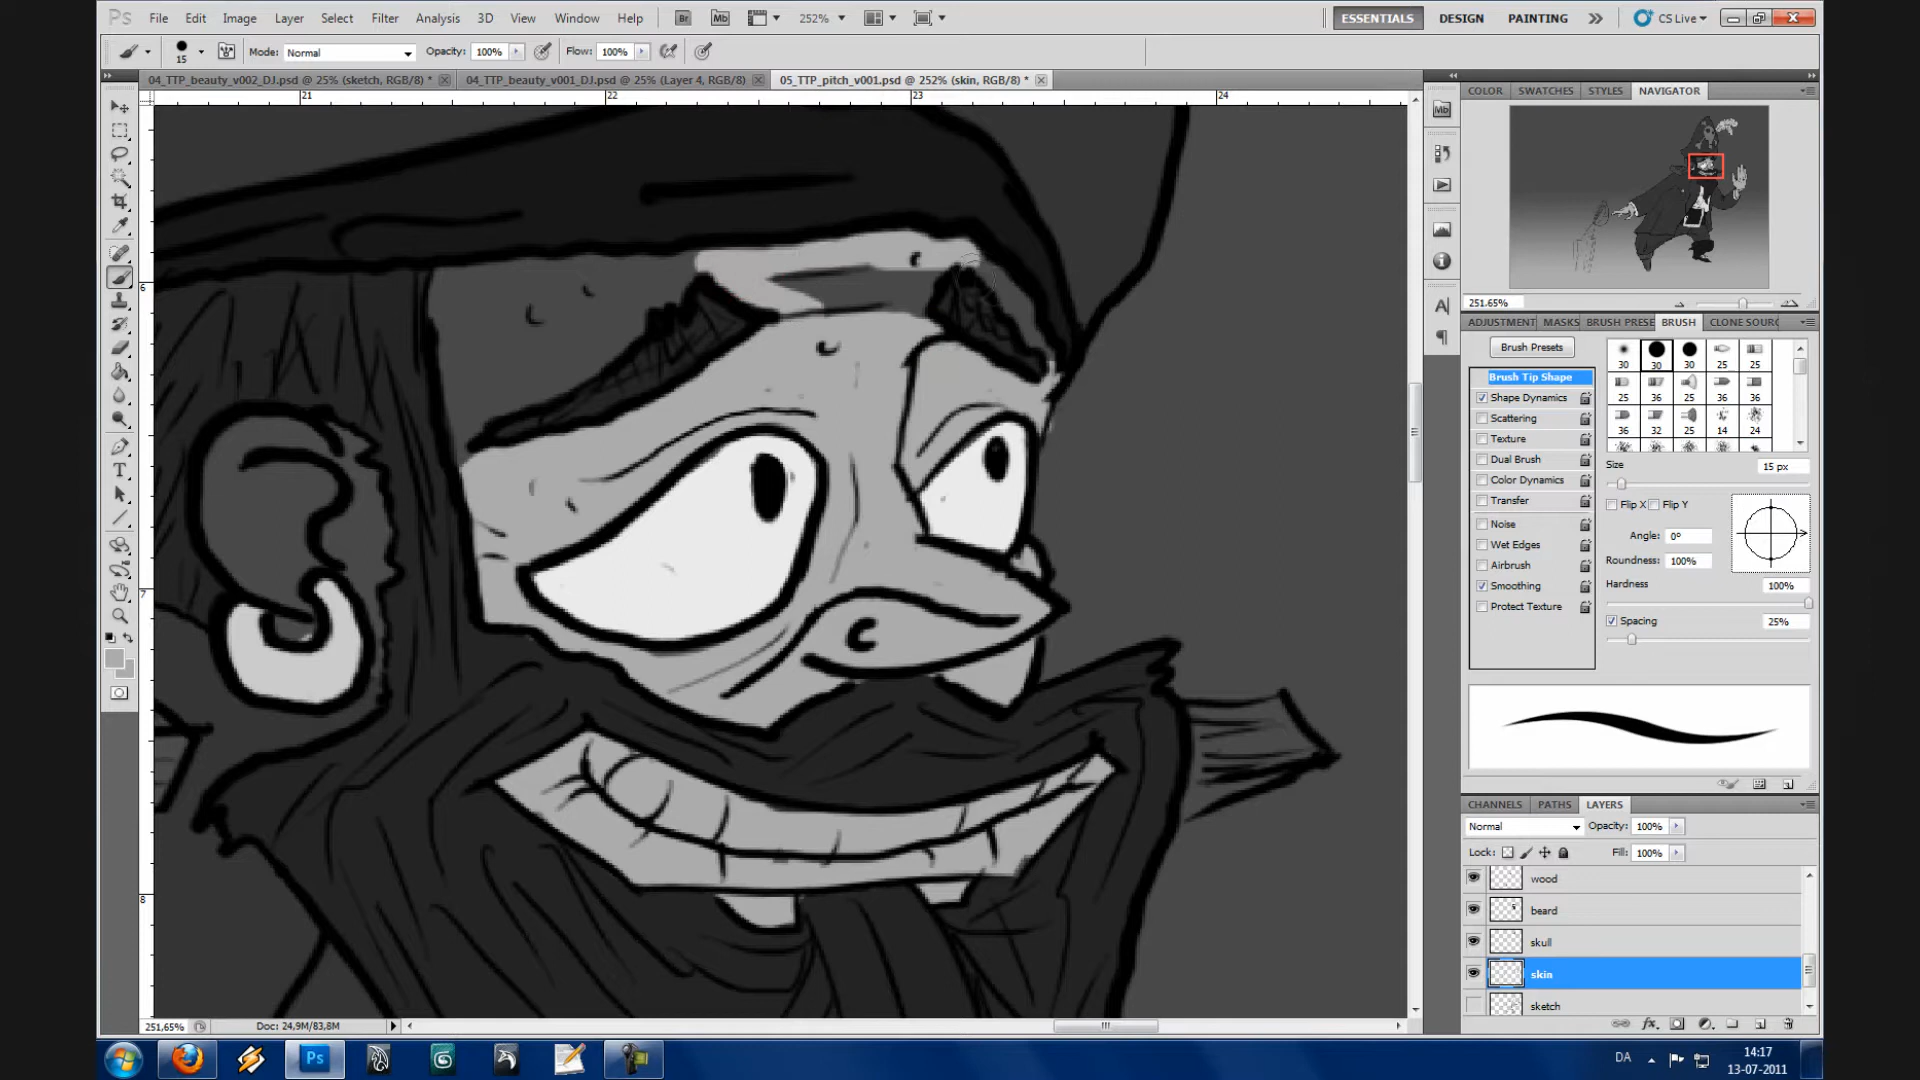 Ps File Edit Image Layer Select Filter Analysis 3D View Window Help Br Mb 252% ESSENTIALS DESIGN PAINTING CS Live
15 Mode: Normal Opacity: 100% Flow: 100%
04_TTP_beauty_v002_DJ.psd @ 25% (sketch, RGB/8) * 04_TTP_beauty_v001_DJ.psd @ 25% (Layer 4, RGB/8) 05_TTP_pitch_v001.psd @ 252% (skin, RGB/8) *
21 22 23 24
6
7
8
COLOR SWATCHES STYLES NAVIGATOR
Mb
251.65%
ADJUSTMENT MASKS BRUSH PRESE BRUSH CLONE SOURC
Brush Presets
Brush Tip Shape
Shape Dynamics
Scattering
Texture
Dual Brush
Color Dynamics
Transfer
Noise
Wet Edges
Airbrush
Smoothing
Protect Texture
30 30 30 25 25
25 36 25 36 36
36 32 25 14 24
Size 15 px
Flip X Flip Y
Angle: 0°
Roundness: 100%
Hardness 100%
Spacing 25%
CHANNELS PATHS LAYERS
Normal Opacity: 100%
Lock: Fill: 100%
wood
beard
skull
skin
sketch
251,65% Doc: 24,9M/83,8M
Ps DA 14:17
13-07-2011